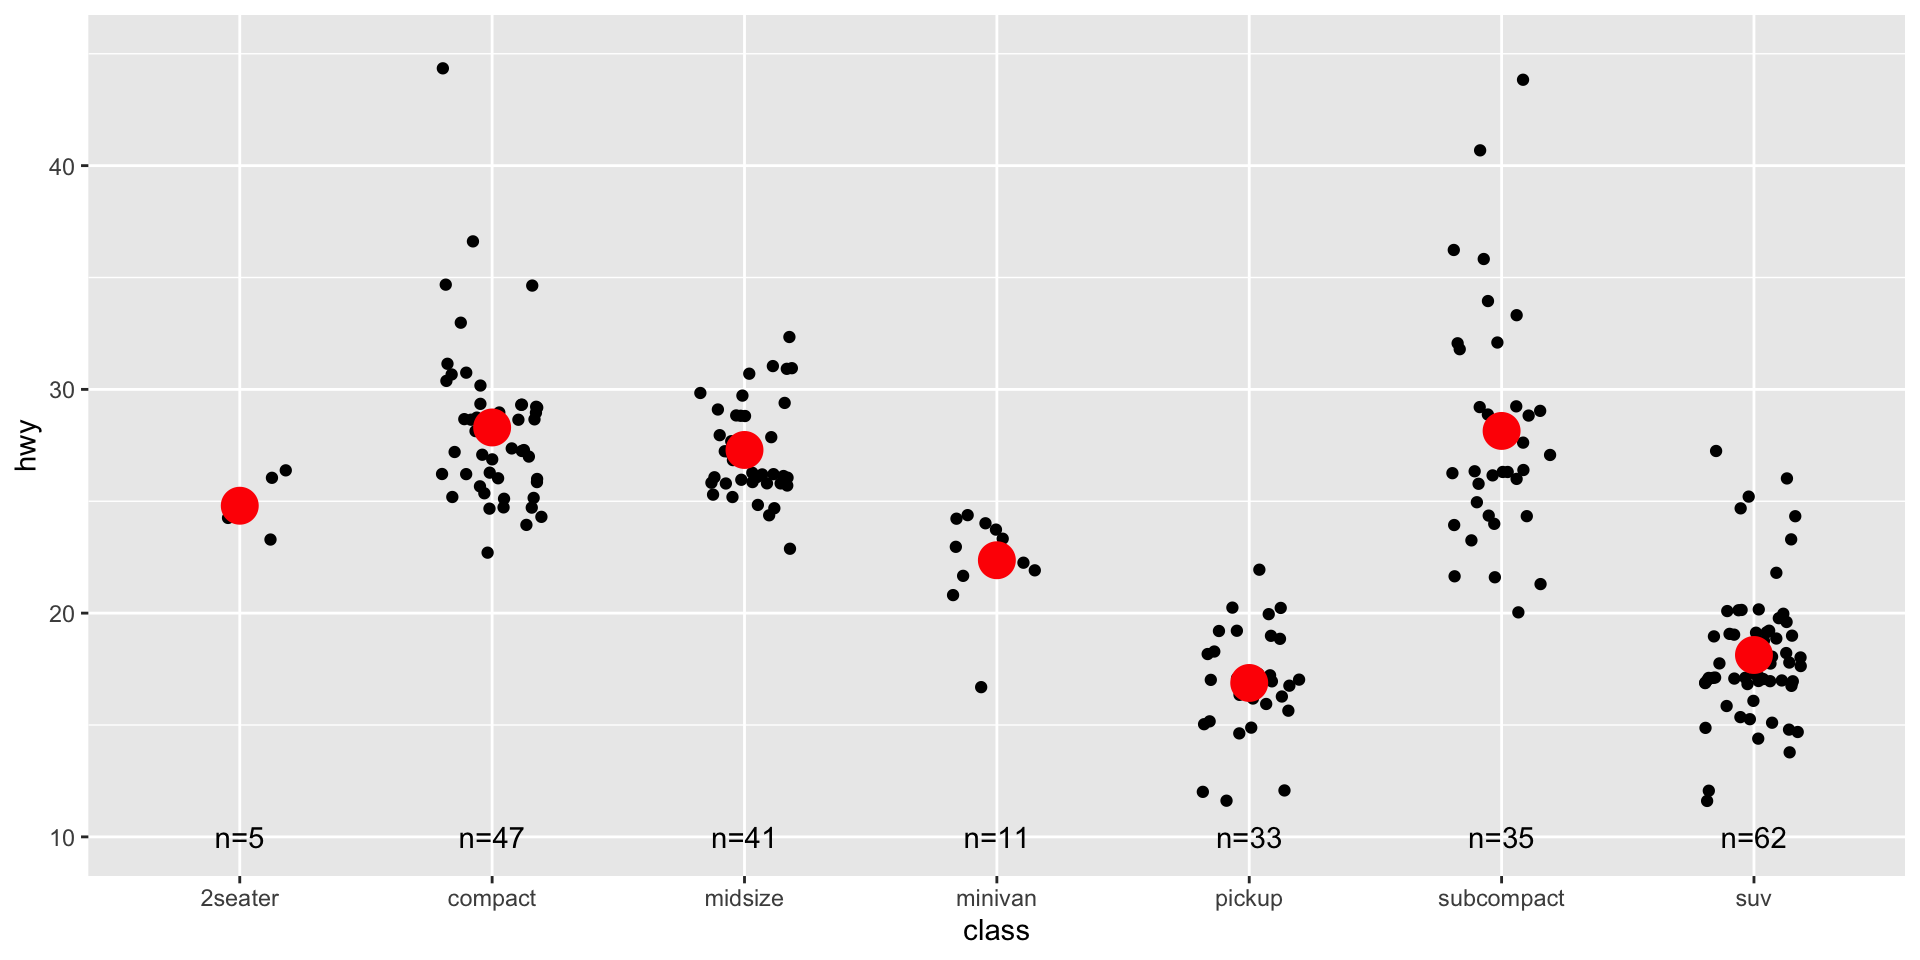 hwy
40
30
20
10
n=5 n=47 n=41 n=11 n=33 n=35 n=62
2seater compact midsize minivan pickup subcompact suv
class